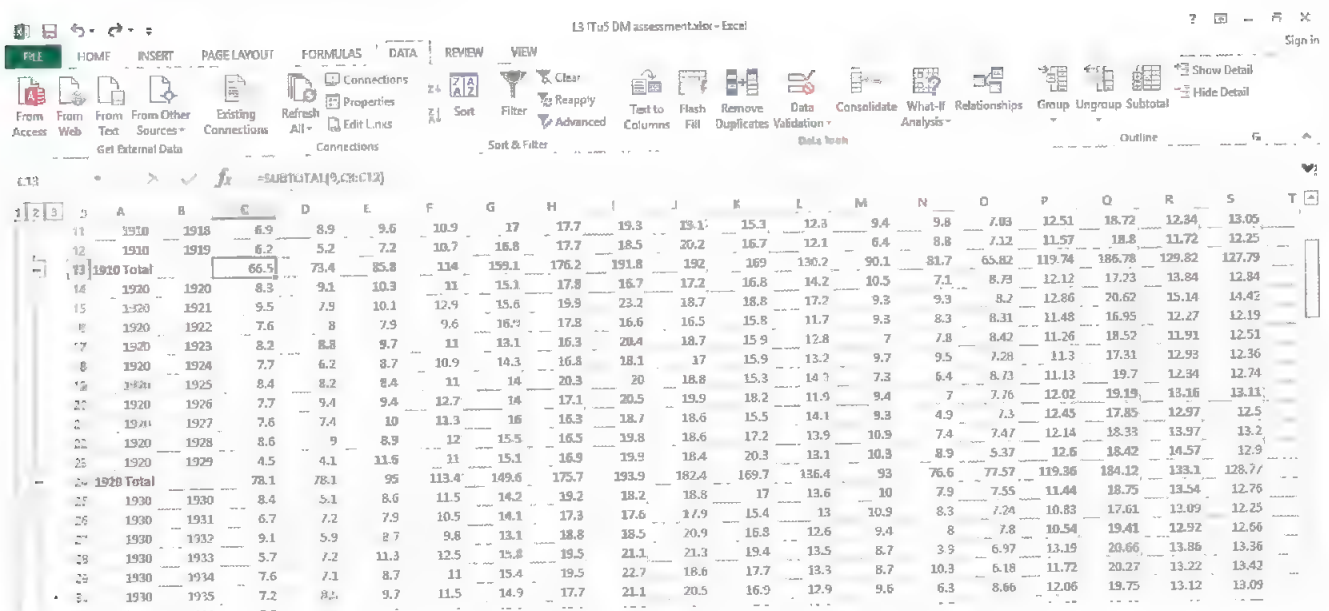 L3 ITu5 DM assessment.xlsx - Excel
Sign in
FILE HOME INSERT PAGE LAYOUT FORMULAS DATA REVIEW VIEW
From Access From Web From Text From Other Sources Existing Connections Refresh All Connections Properties Edit Links Sort Filter Clear Reapply Advanced Text to Columns Flash Fill Remove Duplicates Data Validation Consolidate What-If Analysis Relationships Group Ungroup Subtotal Show Detail Hide Detail
Get External Data Connections Sort & Filter Data Tools Outline
C13 fx =SUBTOTAL(9,C3:C12)
1 2 3 A B C D E F G H I J K L M N O P Q R S T
11 1910 1918 6.9 8.9 9.6 10.9 17 17.7 19.3 19.1 15.3 12.3 9.4 9.8 7.03 12.51 18.72 12.34 13.05
12 1910 1919 6.2 5.2 7.2 10.7 16.8 17.7 18.5 20.2 16.7 12.1 6.4 8.8 7.12 11.57 18.8 11.72 12.25
13 1910 Total 66.5 73.4 85.8 114 159.1 176.2 191.8 192 169 130.2 90.1 81.7 65.82 119.74 186.78 129.82 127.79
14 1920 1920 8.3 9.1 10.3 11 15.1 17.8 16.7 17.2 16.8 14.2 10.5 7.1 8.73 12.12 17.23 13.84 12.84
15 1920 1921 9.5 7.9 10.1 12.9 15.6 19.9 23.2 18.7 18.8 17.2 9.3 9.3 8.2 12.86 20.62 15.14 14.42
1920 1922 7.6 8 7.9 9.6 16.9 17.8 16.6 16.5 15.8 11.7 9.3 8.3 8.31 11.48 16.95 12.27 12.19
1920 1923 8.2 8.8 9.7 11 13.1 16.3 20.4 18.7 15.9 12.8 7 7.8 8.42 11.26 18.52 11.91 12.51
1920 1924 7.7 6.2 8.7 10.9 14.3 16.8 18.1 17 15.9 13.2 9.7 9.5 7.28 11.3 17.31 12.93 12.36
1920 1925 8.4 8.2 8.4 11 14 20.3 20 18.8 15.3 7.3 6.4 8.73 11.13 19.7 12.34 12.74
1920 1926 7.7 9.4 9.4 12.7 14 17.1 20.5 19.9 18.2 11.9 9.4 7 7.76 12.02 19.19 13.16 13.11
1920 1927 7.6 7.4 10 11.3 16 16.3 18.7 18.6 15.5 14.1 9.3 4.9 7.3 12.45 17.85 12.97 12.5
1920 1928 8.6 9 8.9 12 15.5 16.5 19.8 18.6 17.2 13.9 10.9 7.4 7.47 12.14 18.33 13.97 13.2
23 1920 1929 4.5 4.1 11.6 11 15.1 16.9 19.9 18.4 20.3 13.1 10.3 8.9 5.37 12.6 18.42 14.57 12.9
24 1920 Total 78.1 78.1 95 113.4 149.6 175.7 193.9 182.4 169.7 136.4 93 76.6 77.57 119.36 184.12 133.1 128.77
1930 1930 8.4 5.1 8.6 11.5 14.2 19.2 18.2 18.8 17 13.6 10 7.9 7.55 11.44 18.75 13.54 12.76
26 1930 1931 6.7 7.2 7.9 10.5 14.1 17.3 17.6 17.9 15.4 13 10.9 8.3 7.24 10.83 17.61 13.09 12.25
1930 1932 9.1 5.9 8.7 9.8 13.1 18.8 18.5 20.9 16.8 12.6 9.4 8 7.8 10.54 19.41 12.92 12.66
28 1930 1933 5.7 7.2 11.3 12.5 15.8 19.5 21.1 21.3 19.4 13.5 8.7 3.9 6.97 13.19 20.66 13.86 13.36
29 1930 1934 7.6 7.1 8.7 11 15.4 19.5 22.7 18.6 17.7 13.3 8.7 10.3 6.18 11.72 20.27 13.22 13.42
1930 1935 7.2 9.7 11.5 14.9 17.7 21.1 20.5 16.9 12.9 9.6 6.3 8.66 12.06 19.75 13.12 13.09